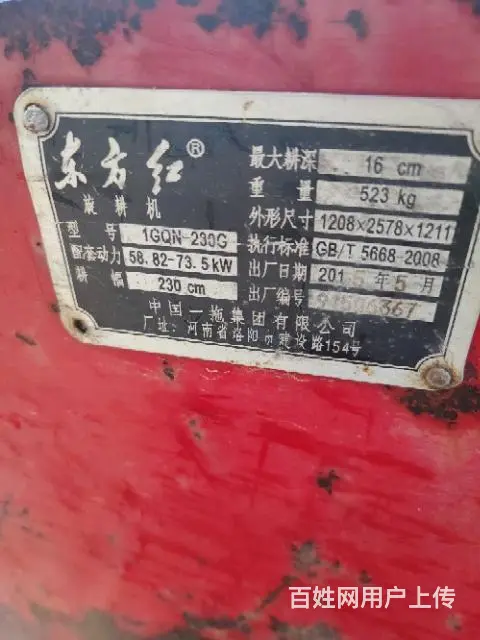 东方红®
旋耕机
型号 1GQN-230G
配套动力 58.82-73.5kW
耕幅 230 cm
最大耕深 16 cm
重量 523 kg
外形尺寸 1208×2578×1211
执行标准 GB/T 5668-2008
出厂日期 2015年5月
出厂编号
中国一拖集团有限公司
厂址：河南省洛阳市建设路154号
百姓网用户上传